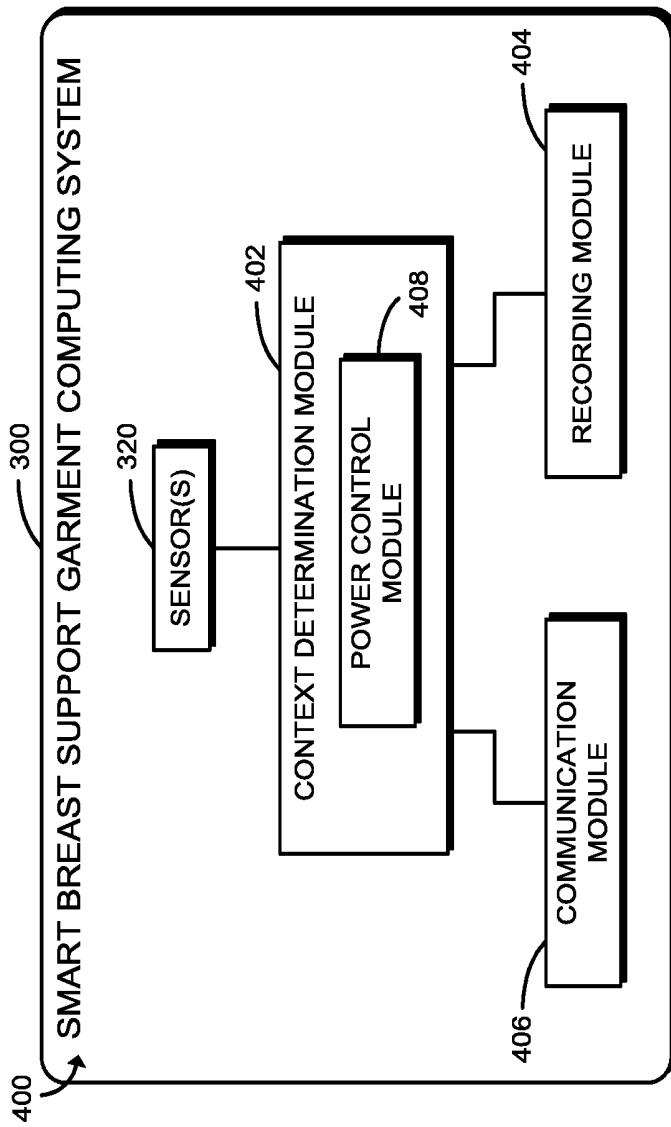 400
300
SMART BREAST SUPPORT GARMENT COMPUTING SYSTEM
320
SENSOR(S)
402
CONTEXT DETERMINATION MODULE
408
POWER CONTROL
MODULE
406
COMMUNICATION
MODULE
404
RECORDING MODULE